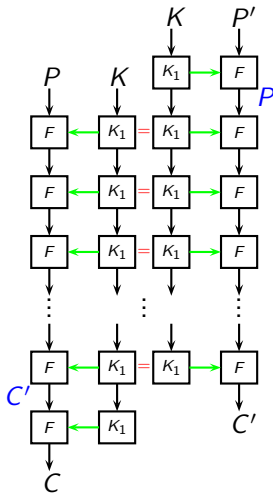 K P′
K₁ F
P K P
F K₁ = K₁ F
F K₁ = K₁ F
F K₁ = K₁ F
⋮ ⋮ ⋮
F K₁ = K₁ F
C′ C′
F K₁
C